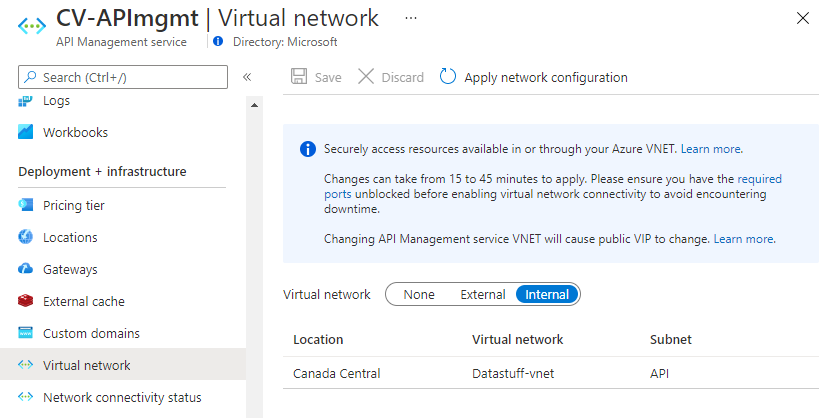 CV-APImgmt | Virtual network ...
API Management service
Directory: Microsoft
Search (Ctrl+/)
Logs
Workbooks
Deployment + infrastructure
Pricing tier
Locations
Gateways
External cache
Custom domains
Virtual network
Network connectivity status
Save
Discard
Apply network configuration
Securely access resources available in or through your Azure VNET. Learn more.
Changes can take from 15 to 45 minutes to apply. Please ensure you have the required
ports unblocked before enabling virtual network connectivity to avoid encountering
downtime.
Changing API Management service VNET will cause public VIP to change. Learn more.
Virtual network None External Internal
Location Virtual network Subnet
Canada Central Datastuff-vnet API